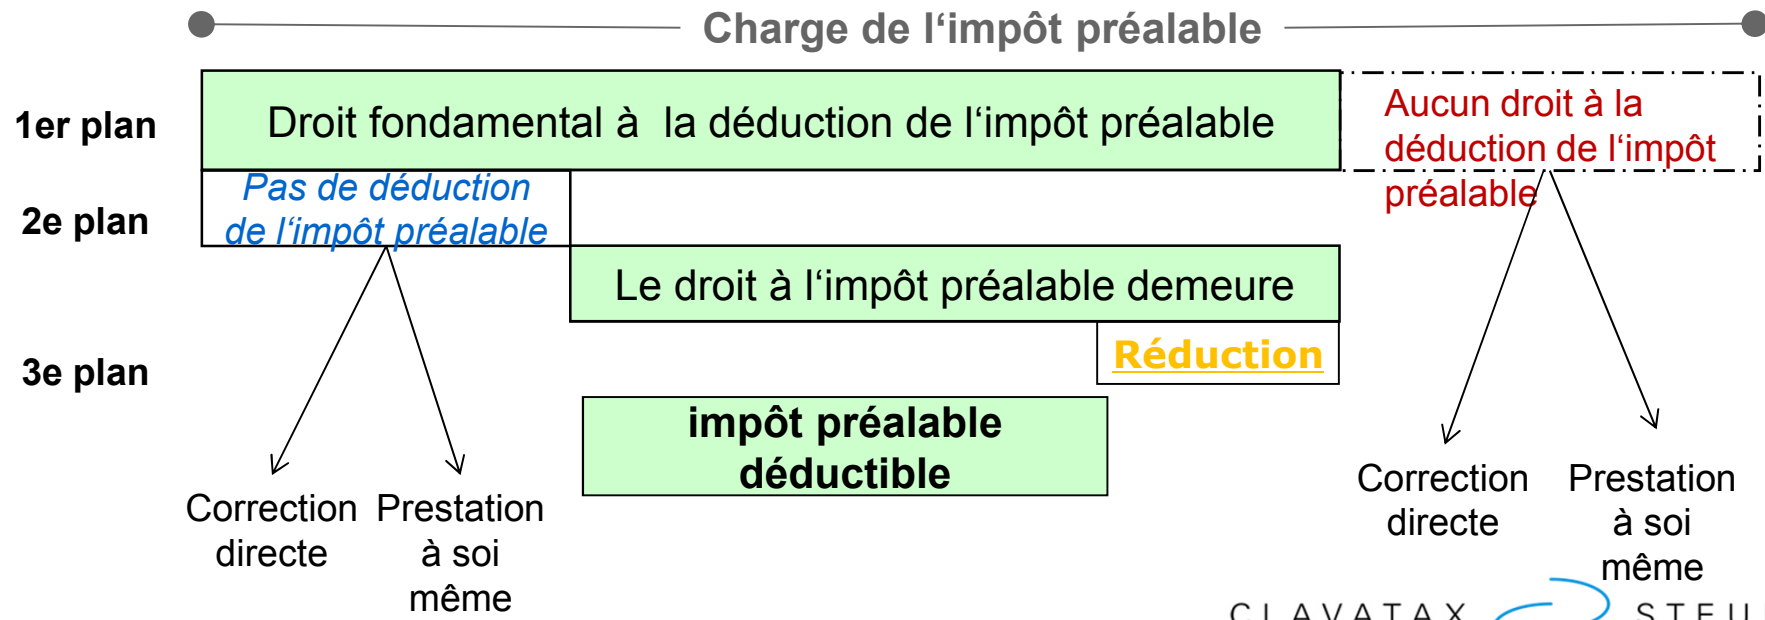 Charge de l‘impôt préalable
1er plan
Droit fondamental à la déduction de l‘impôt préalable
Aucun droit à la
déduction de l‘impôt
préalable
2e plan
Pas de déduction
de l‘impôt préalable
Le droit à l‘impôt préalable demeure
3e plan
Réduction
impôt préalable
déductible
Correction
directe
Prestation
à soi
même
Correction
directe
Prestation
à soi
même
CLAVATAX